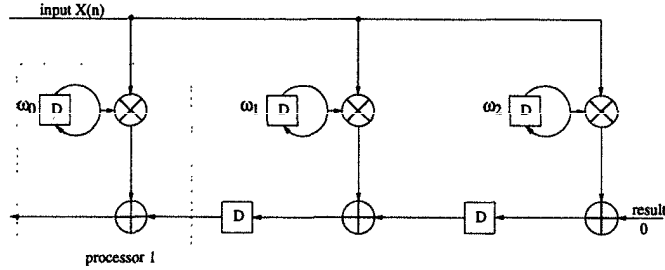 input X(n)
ω0 D
ω1 D
ω2 D
D
D
result
0
processor 1